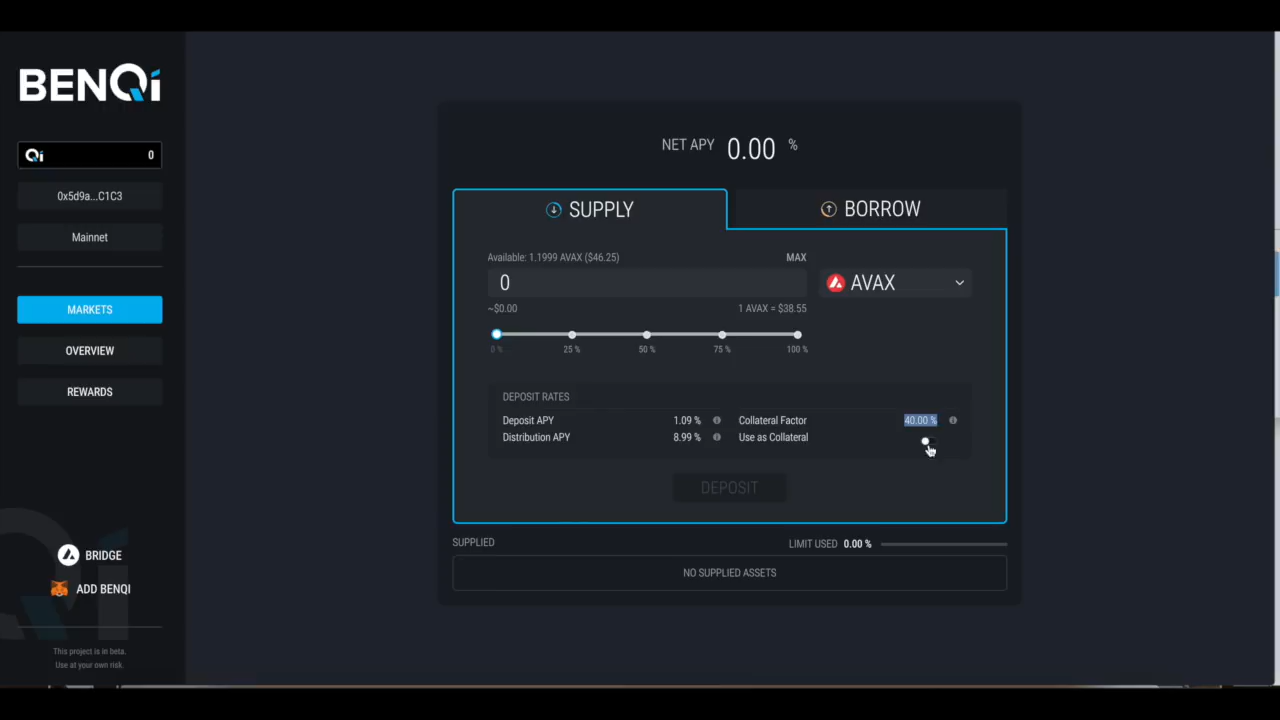 BENQi
Qi 0
0x5d9a...C1C3
Mainnet
MARKETS
OVERVIEW
REWARDS
BRIDGE
ADD BENQI
This project is in beta.
Use at your own risk.
NET APY 0.00 %
SUPPLY
BORROW
Available: 1.1999 AVAX ($46.25) MAX
0
AVAX
~$0.00 1 AVAX = $38.55
0 % 25 % 50 % 75 % 100 %
DEPOSIT RATES
Deposit APY 1.09 % Collateral Factor 40.00 %
Distribution APY 8.99 % Use as Collateral
DEPOSIT
SUPPLIED LIMIT USED 0.00 %
NO SUPPLIED ASSETS